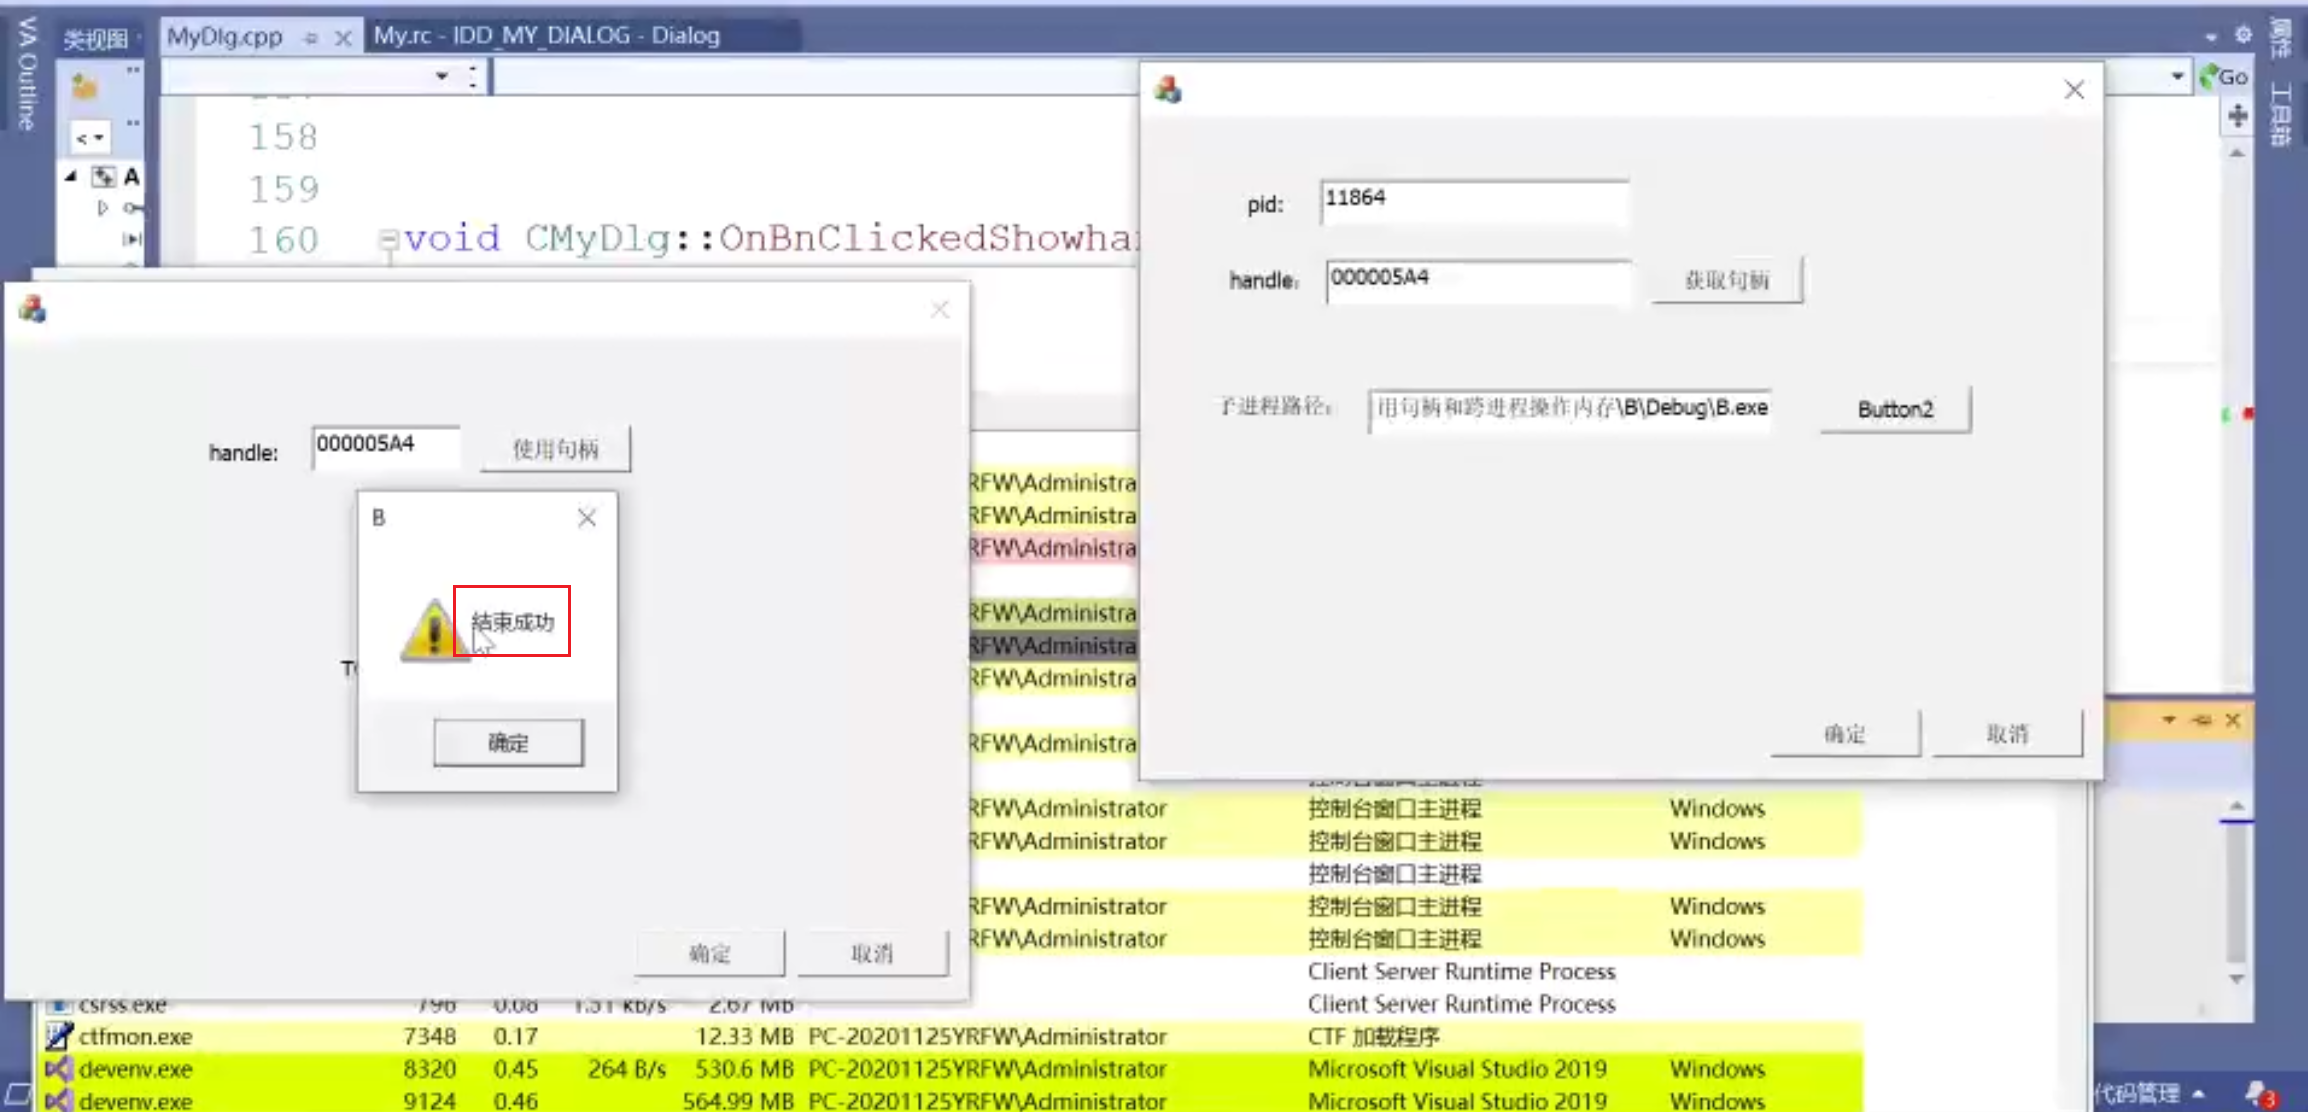 VA Outline
类视图
MyDlg.cpp
My.rc - IDD_MY_DIALOG - Dialog
属性
工具箱
Go
A
158
159
160 void CMyDlg::OnBnClickedShowha
pid: 11864
handle: 000005A4 获取句柄
子进程路径: 用句柄和跨进程操作内存\B\Debug\B.exe Button2
确定 取消
handle: 000005A4 使用句柄
B
结束成功
确定
确定 取消
RFW\Administra
RFW\Administra
RFW\Administra
RFW\Administra
RFW\Administra
RFW\Administra
RFW\Administra
RFW\Administrator 控制台窗口主进程 Windows
RFW\Administrator 控制台窗口主进程 Windows
控制台窗口主进程
RFW\Administrator 控制台窗口主进程 Windows
RFW\Administrator 控制台窗口主进程 Windows
Client Server Runtime Process
csrss.exe 796 0.08 1.51 kB/s 2.67 MB Client Server Runtime Process
ctfmon.exe 7348 0.17 12.33 MB PC-20201125YRFW\Administrator CTF 加载程序
devenv.exe 8320 0.45 264 B/s 530.6 MB PC-20201125YRFW\Administrator Microsoft Visual Studio 2019 Windows
devenv.exe 9124 0.46 564.99 MB PC-20201125YRFW\Administrator Microsoft Visual Studio 2019 Windows
代码管理
3